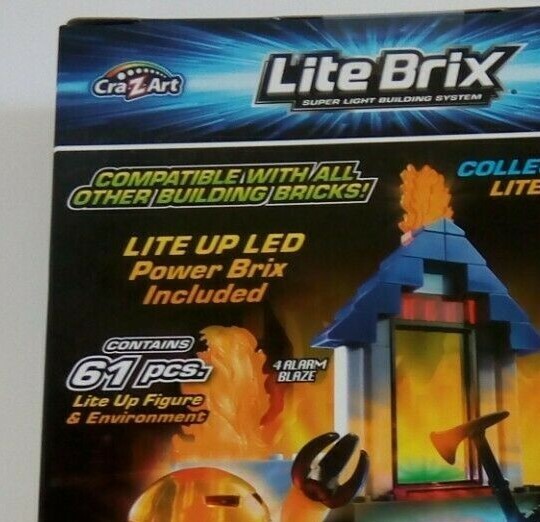 Cra-Z-Art
Lite Brix
SUPER LIGHT BUILDING SYSTEM
COMPATIBLE WITH ALL
OTHER BUILDING BRICKS!
COLLE
LITE
LITE UP LED
Power Brix
Included
CONTAINS
61 pcs.
Lite Up Figure
& Environment
4 ALARM
BLAZE